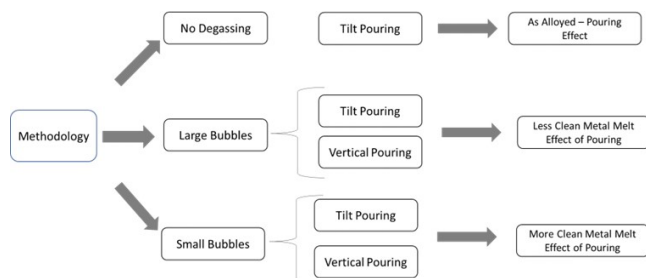 No Degassing
Tilt Pouring
As Alloyed – Pouring
Effect
Methodology
Large Bubbles
Tilt Pouring
Vertical Pouring
Less Clean Metal Melt
Effect of Pouring
Small Bubbles
Tilt Pouring
Vertical Pouring
More Clean Metal Melt
Effect of Pouring